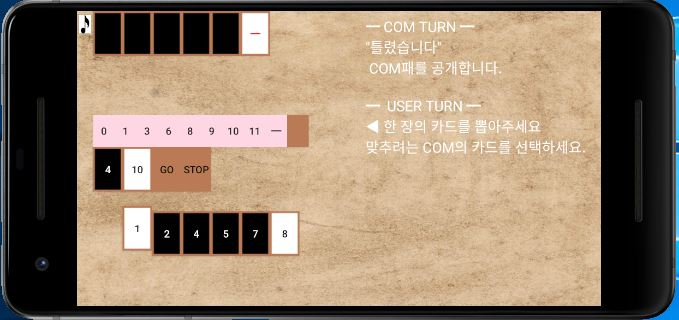 —
— COM TURN —
"틀렸습니다"
COM패를 공개합니다.
— USER TURN —
◀ 한 장의 카드를 뽑아주세요
맞추려는 COM의 카드를 선택하세요.
0 1 3 6 8 9 10 11 —
4 10 GO STOP
1 2 4 5 7 8